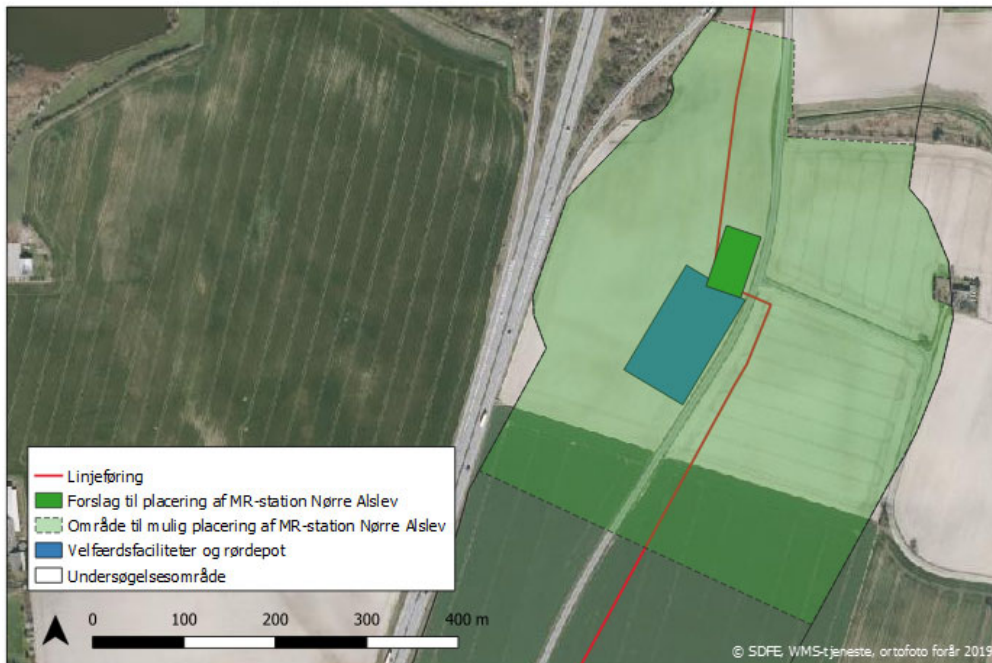 Linjeføring
Forslag til placering af MR-station Nørre Alslev
Område til mulig placering af MR-station Nørre Alslev
Velfærdsfaciliteter og rørdepot
Undersøgelsesområde
0 100 200 300 400 m
© SDFE, WMS-tjeneste, ortofoto forår 2019